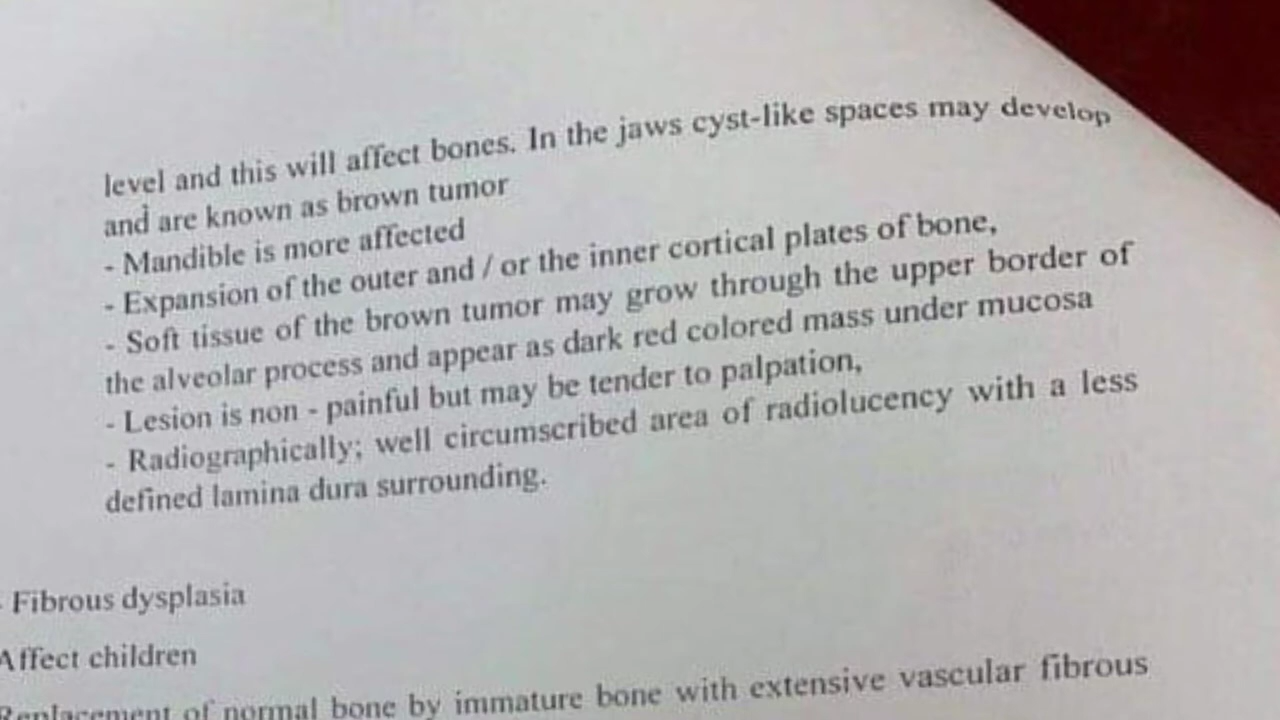 level and this will affect bones. In the jaws cyst-like spaces may develop
and are known as brown tumor
- Mandible is more affected
- Expansion of the outer and / or the inner cortical plates of bone,
- Soft tissue of the brown tumor may grow through the upper border of
the alveolar process and appear as dark red colored mass under mucosa
- Lesion is non - painful but may be tender to palpation,
- Radiographically; well circumscribed area of radiolucency with a less
defined lamina dura surrounding.
- Fibrous dysplasia
Affect children
Replacement of normal bone by immature bone with extensive vascular fibrous